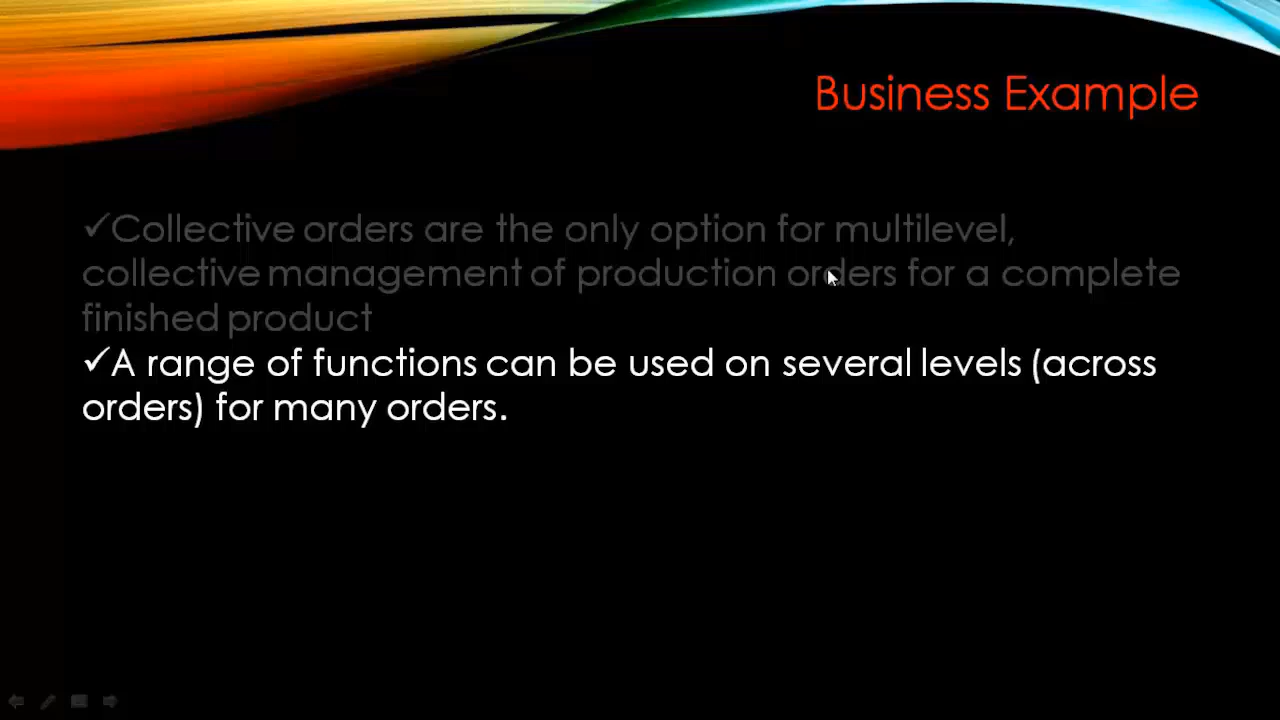 Business Example
✓Collective orders are the only option for multilevel,
collective management of production orders for a complete
finished product
✓A range of functions can be used on several levels (across
orders) for many orders.